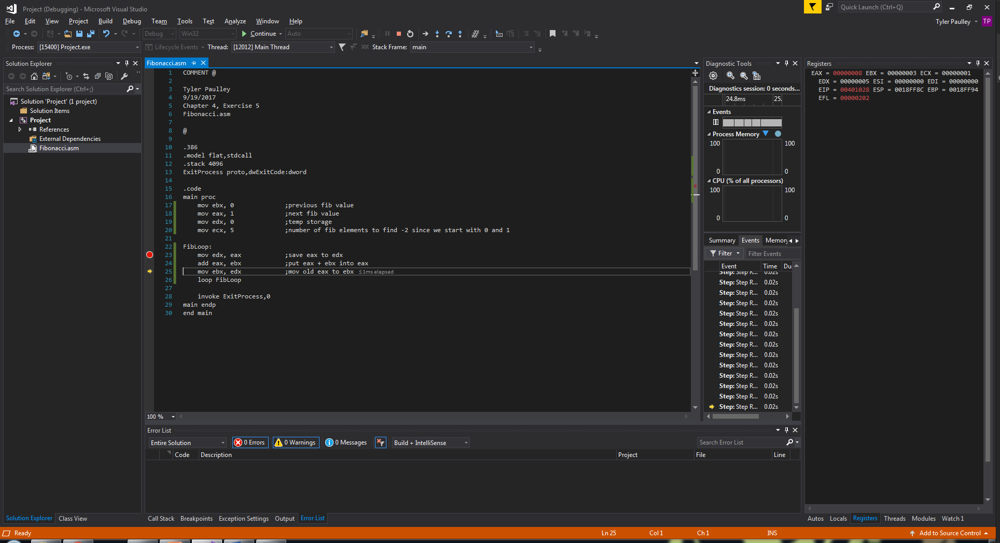 Project (Debugging) - Microsoft Visual Studio
Quick Launch (Ctrl+Q)
File Edit View Project Build Debug Team Tools Test Analyze Window Help
Tyler Paulley TP
Debug Win32 Continue Auto
Process: [15400] Project.exe Lifecycle Events Thread: [12012] Main Thread Stack Frame: main
Solution Explorer
Search Solution Explorer (Ctrl+;)
Solution 'Project' (1 project)
Solution Items
Project
References
External Dependencies
Fibonacci.asm
Solution Explorer Class View
Fibonacci.asm
1 COMMENT @
2
3 Tyler Paulley
4 9/19/2017
5 Chapter 4, Exercise 5
6 Fibonacci.asm
7
8 @
9
10 .386
11 .model flat,stdcall
12 .stack 4096
13 ExitProcess proto,dwExitCode:dword
14
15 .code
16 main proc
17 mov ebx, 0 ;previous fib value
18 mov eax, 1 ;next fib value
19 mov edx, 0 ;temp storage
20 mov ecx, 5 ;number of fib elements to find -2 since we start with 0 and 1
21
22 FibLoop:
23 mov edx, eax ;save eax to edx
24 add eax, ebx ;put eax + ebx into eax
25 mov ebx, edx ;mov old eax to ebx ≤1ms elapsed
26 loop FibLoop
27
28 invoke ExitProcess,0
29 main endp
30 end main
100 %
Diagnostic Tools
Diagnostics session: 0 seconds...
24.8ms 25.
Events
Process Memory
100 100
0 0
CPU (% of all processors)
100 100
0 0
Summary Events Memory
Filter Filter Events
Event Time Du
Step: Step R... 0.02s
Step: Step R... 0.02s
Step: Step R... 0.02s
Step: Step R... 0.02s
Step: Step R... 0.02s
Step: Step R... 0.02s
Step: Step R... 0.02s
Step: Step R... 0.02s
Step: Step R... 0.02s
Step: Step R... 0.02s
Step: Step R... 0.02s
Step: Step R... 0.02s
Step: Step R... 0.02s
Step: Step R... 0.02s
Registers
EAX = 00000008 EBX = 00000003 ECX = 00000001
EDX = 00000005 ESI = 00000000 EDI = 00000000
EIP = 00401028 ESP = 0018FF8C EBP = 0018FF94
EFL = 00000202
Autos Locals Registers Threads Modules Watch 1
Error List
Entire Solution 0 Errors 0 Warnings 0 Messages Build + IntelliSense Search Error List
Code Description Project File Line
Call Stack Breakpoints Exception Settings Output Error List
Ready Ln 25 Col 1 Ch 1 INS Add to Source Control